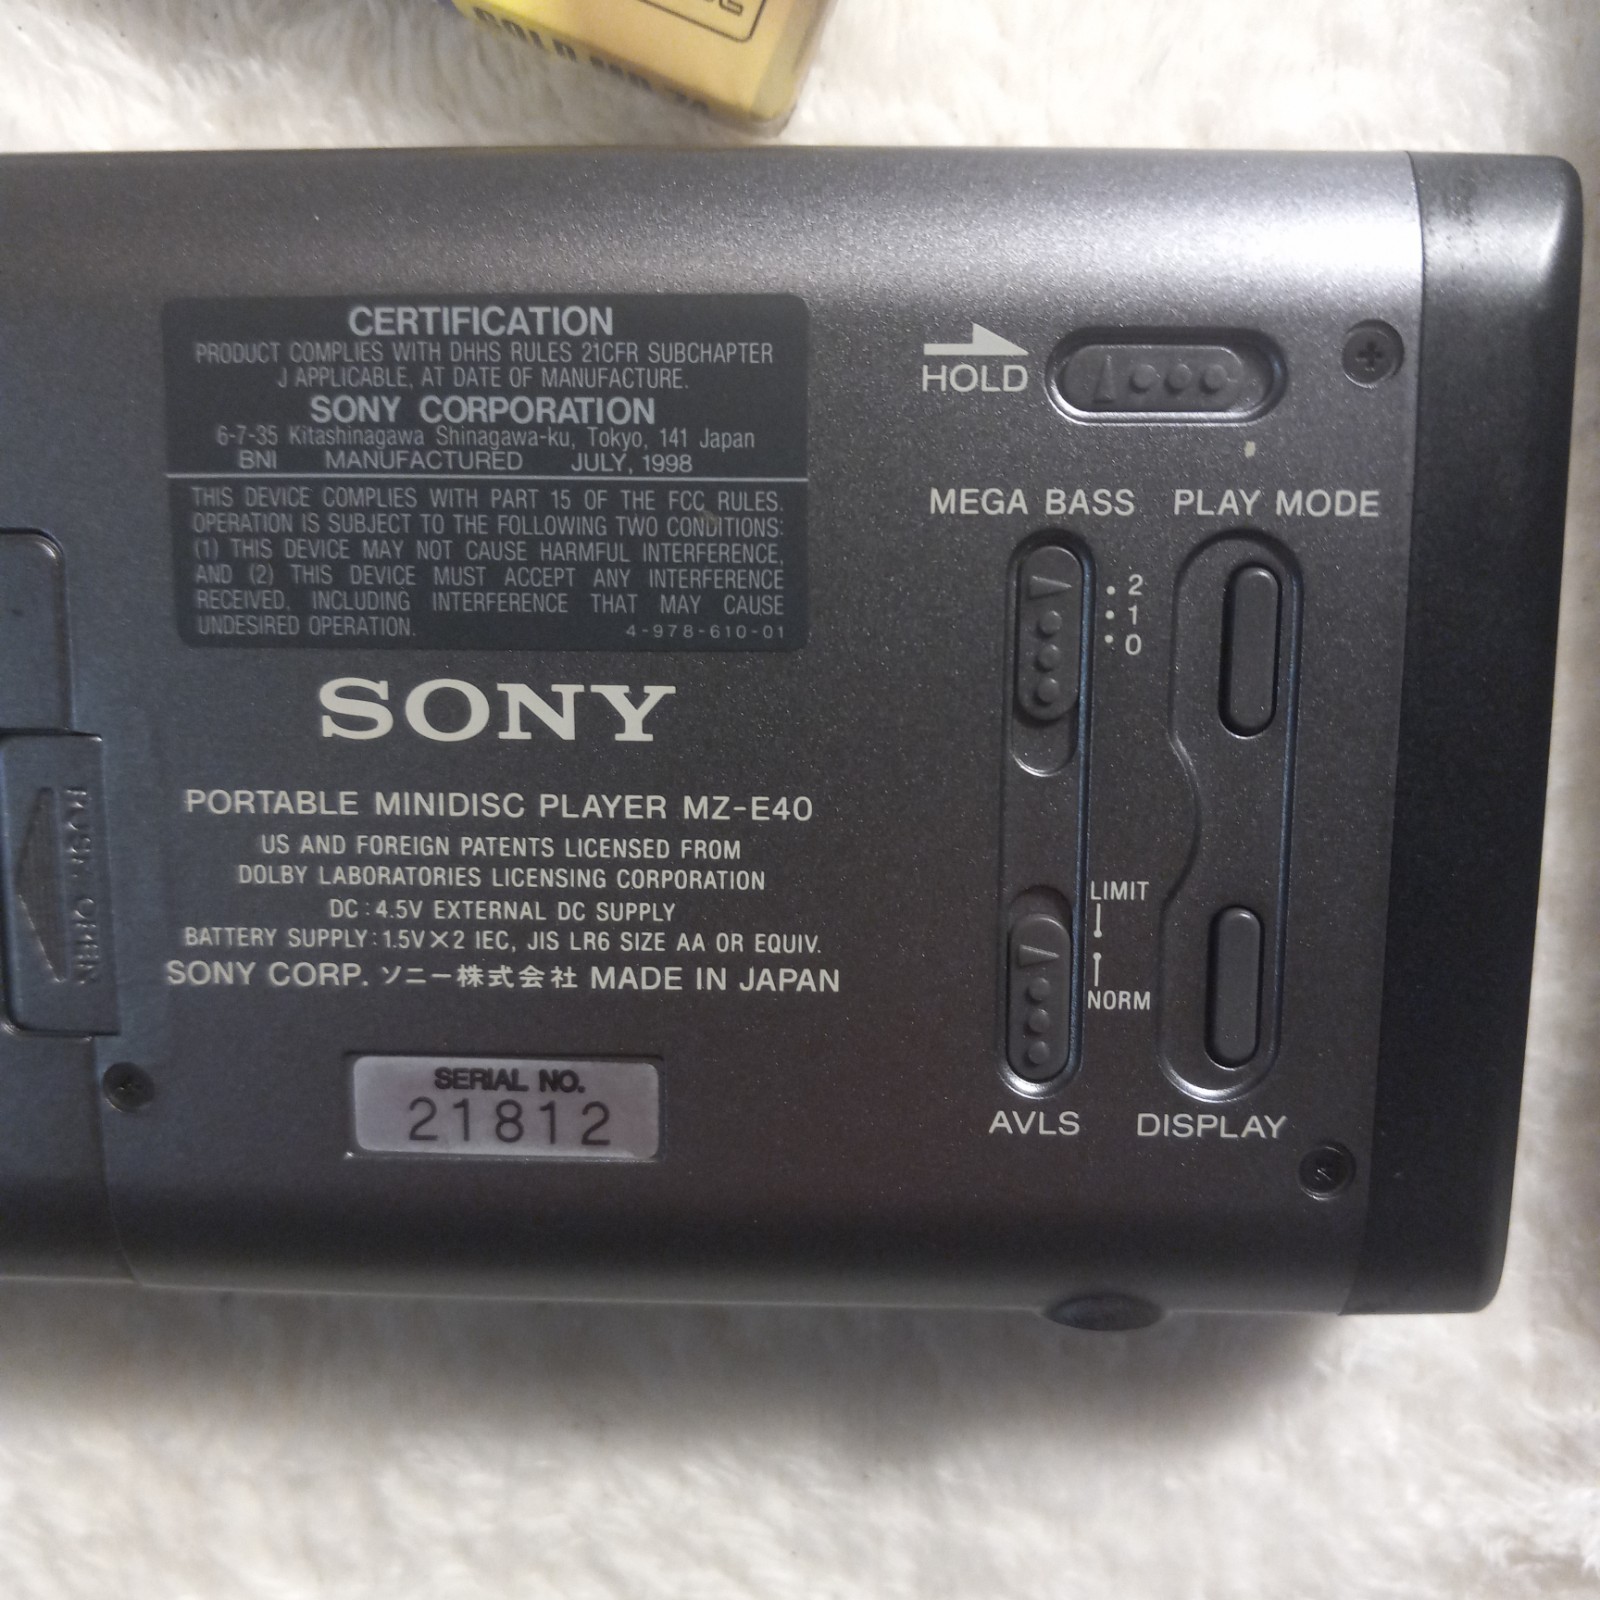 GOLD
CERTIFICATION
PRODUCT COMPLIES WITH DHHS RULES 21CFR SUBCHAPTER
J APPLICABLE, AT DATE OF MANUFACTURE.
SONY CORPORATION
6-7-35 Kitashinagawa Shinagawa-ku, Tokyo, 141 Japan
BNI MANUFACTURED JULY, 1998
THIS DEVICE COMPLIES WITH PART 15 OF THE FCC RULES.
OPERATION IS SUBJECT TO THE FOLLOWING TWO CONDITIONS:
(1) THIS DEVICE MAY NOT CAUSE HARMFUL INTERFERENCE,
AND (2) THIS DEVICE MUST ACCEPT ANY INTERFERENCE
RECEIVED, INCLUDING INTERFERENCE THAT MAY CAUSE
UNDESIRED OPERATION. 4-978-610-01
SONY
PORTABLE MINIDISC PLAYER MZ-E40
US AND FOREIGN PATENTS LICENSED FROM
DOLBY LABORATORIES LICENSING CORPORATION
DC:4.5V EXTERNAL DC SUPPLY
BATTERY SUPPLY:1.5V×2 IEC, JIS LR6 SIZE AA OR EQUIV.
SONY CORP. ソニー株式会社 MADE IN JAPAN
SERIAL NO.
21812
HOLD
MEGA BASS PLAY MODE
2
1
0
LIMIT
NORM
AVLS DISPLAY
OPEN